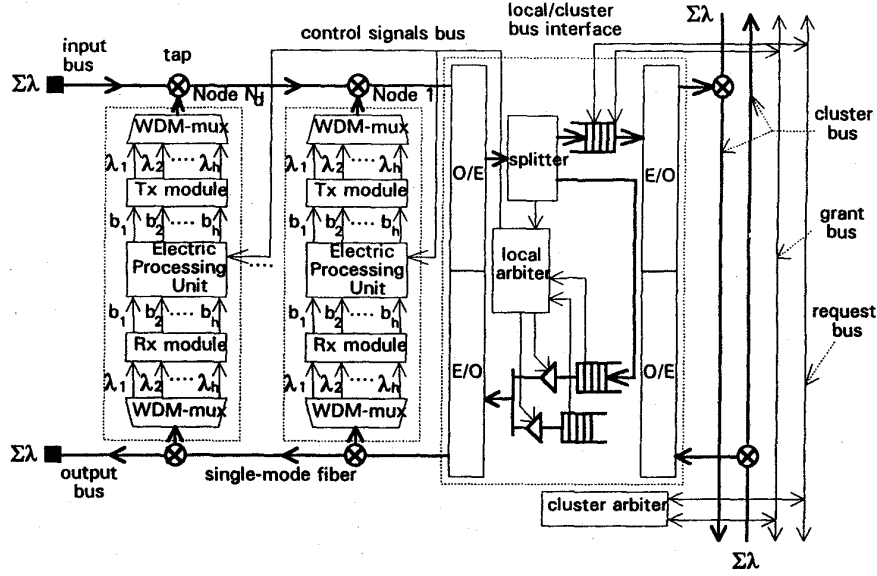 Σλ
input
bus
tap
control signals bus
local/cluster
bus interface
Σλ
Node N_d
Node 1
WDM-mux
WDM-mux
λ1 λ2 ···· λh
λ1 λ2 ···· λh
Tx module
Tx module
b1 b2 ···· bh
b1 b2 ···· bh
Electric
Processing
Unit
Electric
Processing
Unit
····
b1 b2 ···· bh
b1 b2 ···· bh
Rx module
Rx module
λ1 λ2 ···· λh
λ1 λ2 ···· λh
WDM-mux
WDM-mux
Σλ
output
bus
single-mode fiber
O/E
splitter
E/O
local
arbiter
E/O
O/E
cluster
bus
grant
bus
request
bus
cluster arbiter
Σλ